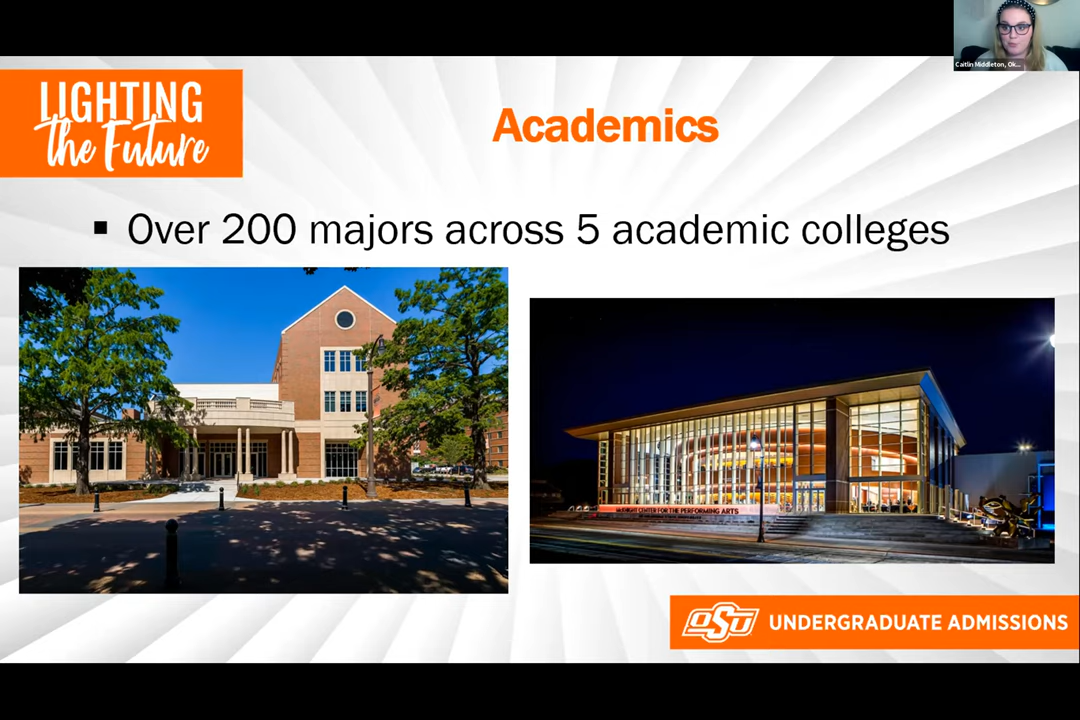 Caitlin Middleton, Ok...
LIGHTING
the Future
Academics
▪ Over 200 majors across 5 academic colleges
McKNIGHT CENTER FOR THE PERFORMING ARTS
OSU
UNDERGRADUATE ADMISSIONS